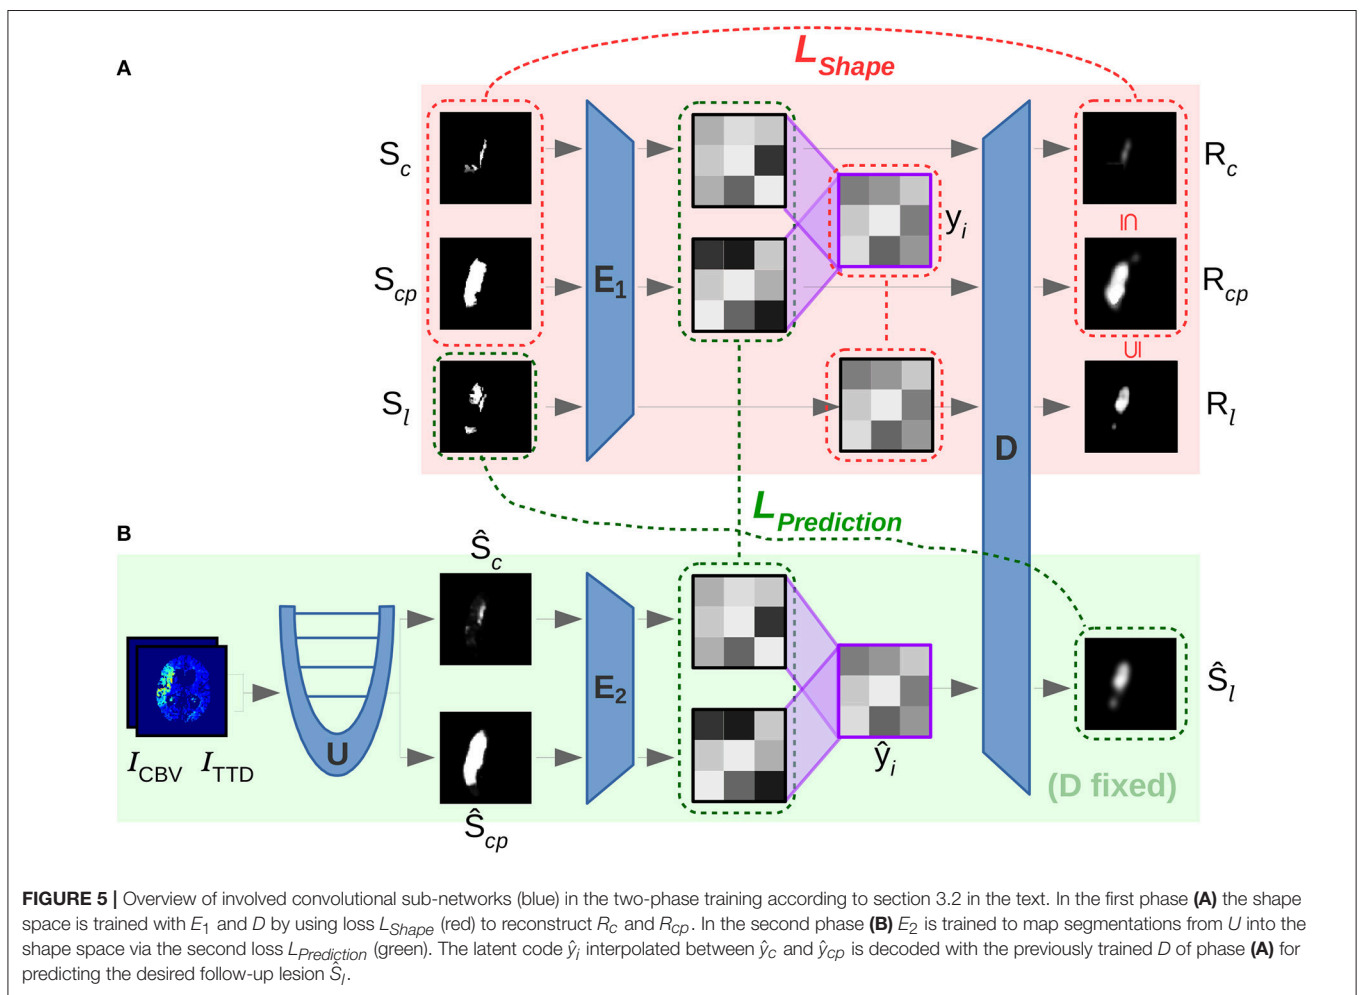 A
L_Shape
S_c
R_c
y_i
⊆
S_cp
E_1
R_cp
⊆
S_l
D
R_l
L_Prediction
B
Ŝ_c
E_2
Ŝ_l
U
I_CBV I_TTD
ŷ_i
(D fixed)
Ŝ_cp
FIGURE 5 | Overview of involved convolutional sub-networks (blue) in the two-phase training according to section 3.2 in the text. In the first phase (A) the shape
space is trained with E_1 and D by using loss L_Shape (red) to reconstruct R_c and R_cp. In the second phase (B) E_2 is trained to map segmentations from U into the
shape space via the second loss L_Prediction (green). The latent code ŷ_i interpolated between ŷ_c and ŷ_cp is decoded with the previously trained D of phase (A) for
predicting the desired follow-up lesion Ŝ_l.